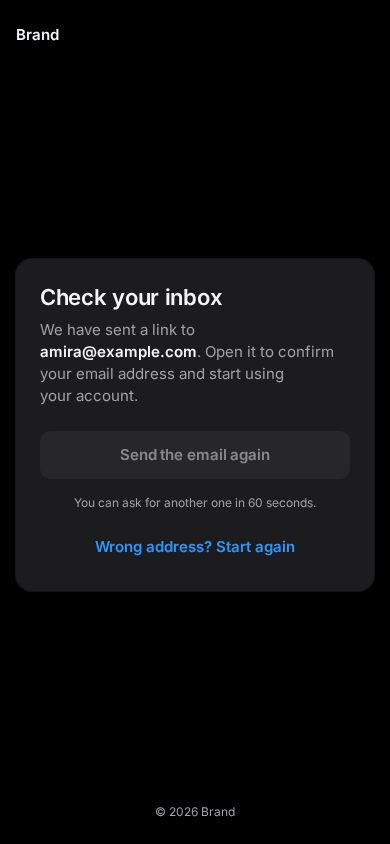 Brand
Check your inbox
We have sent a link to
amira@example.com. Open it to confirm
your email address and start using
your account.
Send the email again
You can ask for another one in 60 seconds.
Wrong address? Start again
© 2026 Brand